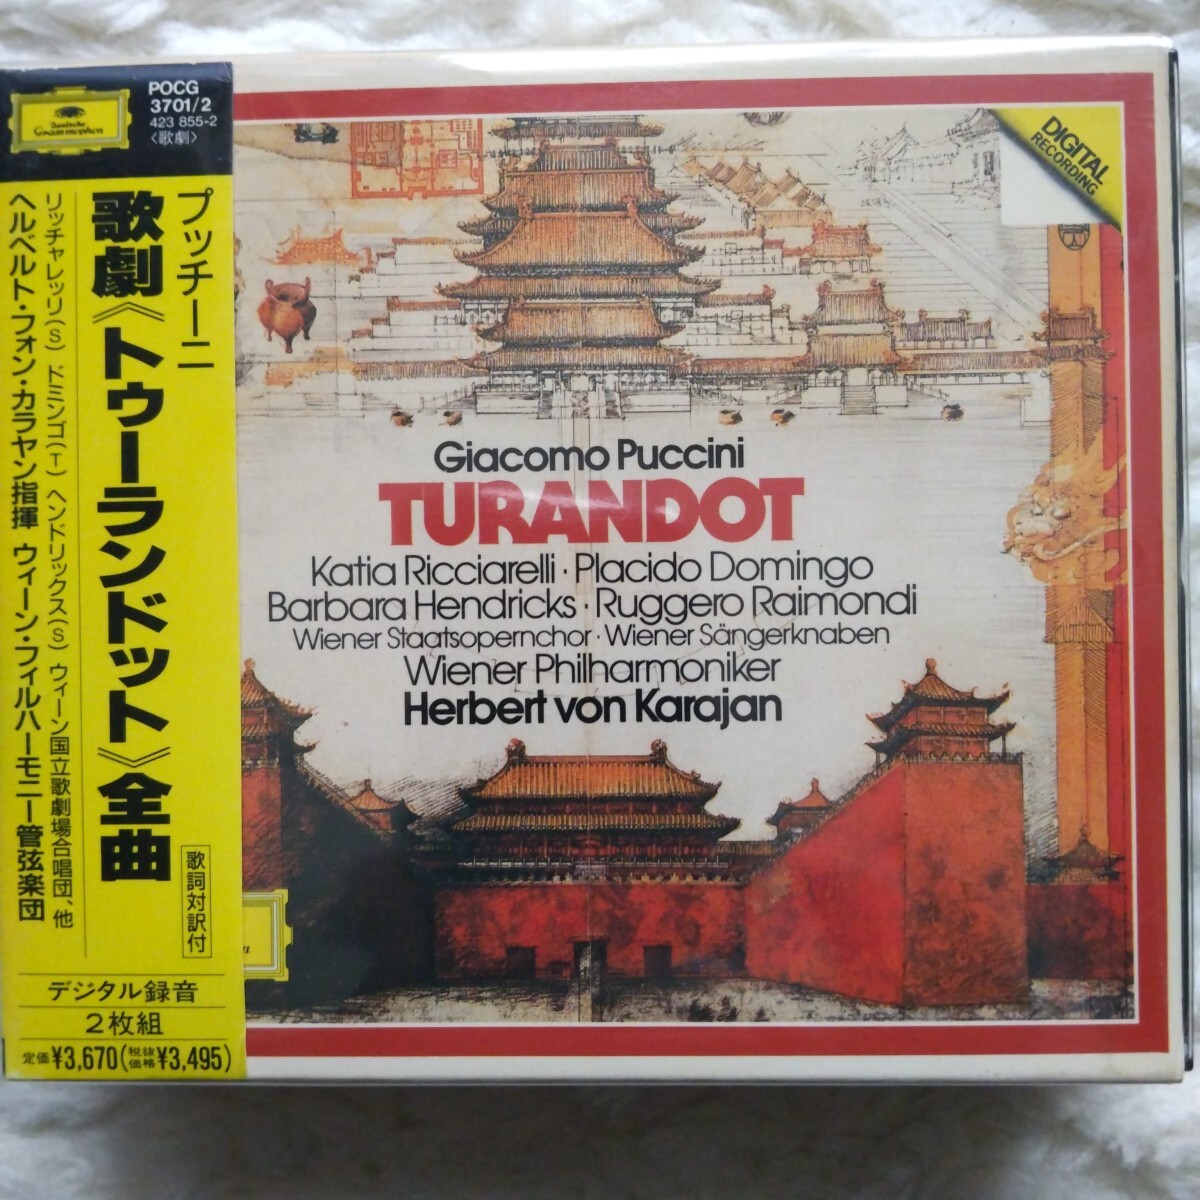 Deutsche
Grammophon
POCG
3701/2
423 855-2
〈歌劇〉
プッチーニ
歌劇《トゥーランドット》全曲
リッチャレッリ(S) ドミンゴ(T) ヘンドリックス(S) ウィーン国立歌劇場合唱団、他
ヘルベルト・フォン・カラヤン指揮 ウィーン・フィルハーモニー管弦楽団
歌詞対訳付
デジタル録音
2枚組
定価¥3,670(税抜価格¥3,495)
DIGITAL
RECORDING
Giacomo Puccini
TURANDOT
Katia Ricciarelli · Placido Domingo
Barbara Hendricks · Ruggero Raimondi
Wiener Staatsopernchor · Wiener Sängerknaben
Wiener Philharmoniker
Herbert von Karajan